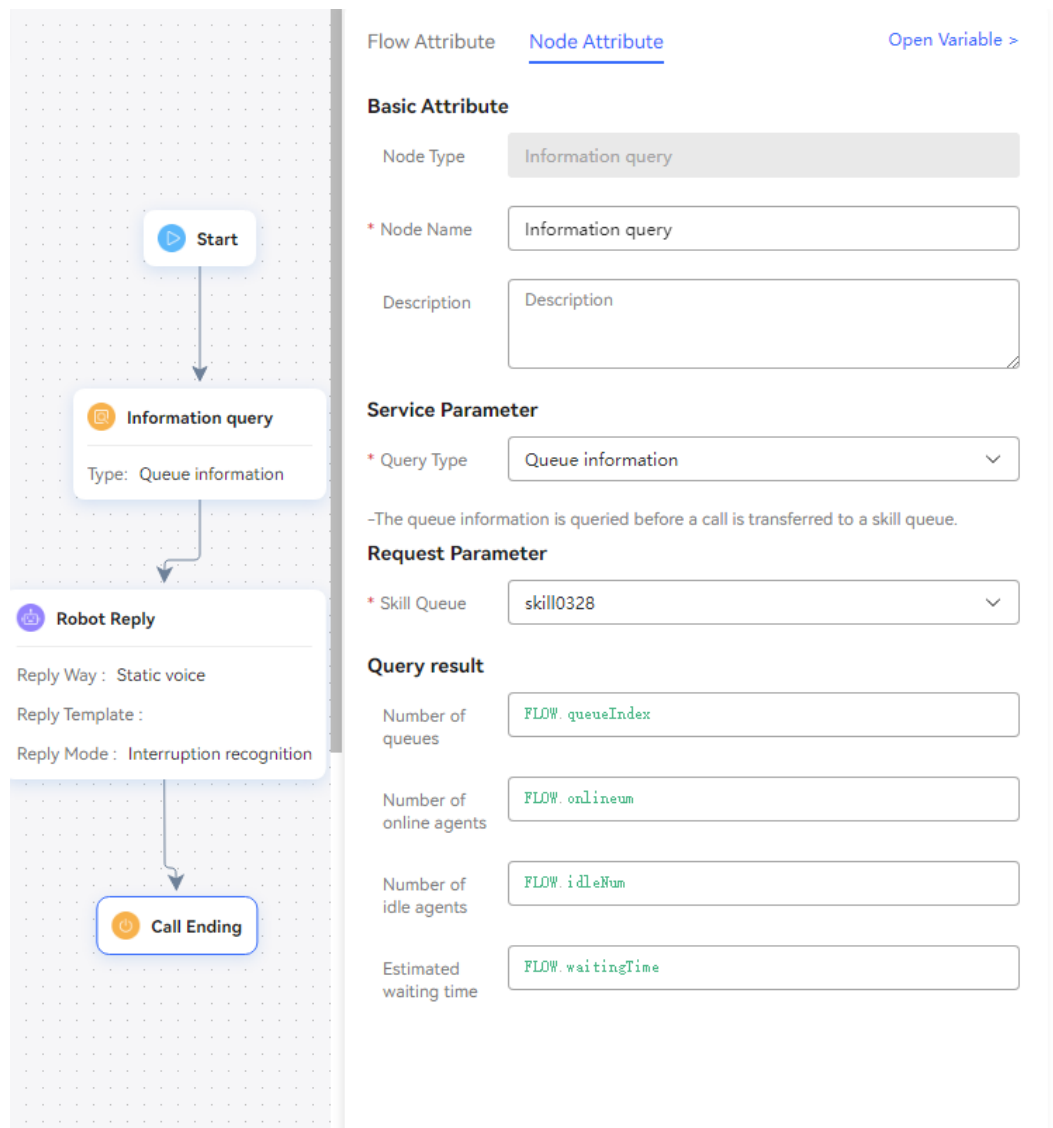 Start
Information query
Type: Queue information
Robot Reply
Reply Way : Static voice
Reply Template :
Reply Mode : Interruption recognition
Call Ending
Flow Attribute Node Attribute Open Variable >
Basic Attribute
Node Type Information query
* Node Name Information query
Description Description
Service Parameter
* Query Type Queue information
-The queue information is queried before a call is transferred to a skill queue.
Request Parameter
* Skill Queue skill0328
Query result
Number of
queues
FLOW.queueIndex
Number of
online agents
FLOW.onlineum
Number of
idle agents
FLOW.idleNum
Estimated
waiting time
FLOW.waitingTime